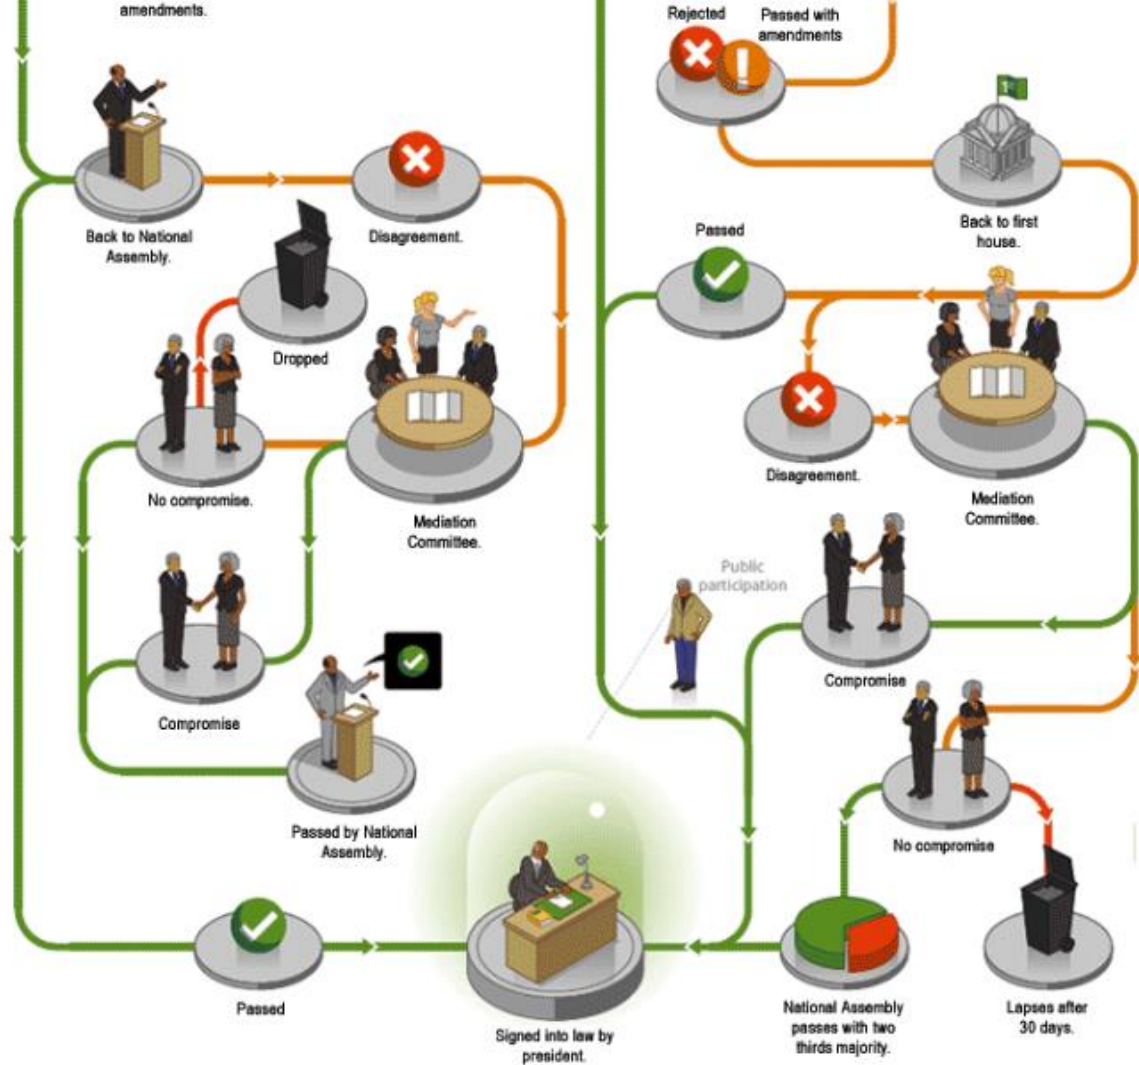 amendments.
Rejected
Passed with
amendments
1st
Back to National
Assembly.
Disagreement.
Back to first
house.
Passed
Dropped
No compromise.
Mediation
Committee.
Disagreement.
Mediation
Committee.
Public
participation
Compromise
Compromise
Passed by National
Assembly.
No compromise
Passed
Signed into law by
president.
National Assembly
passes with two
thirds majority.
Lapses after
30 days.